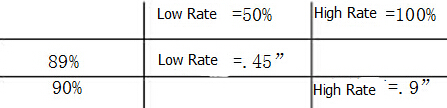 Low Rate =50% High Rate =100%
89% Low Rate =.45”
90% High Rate =.9”